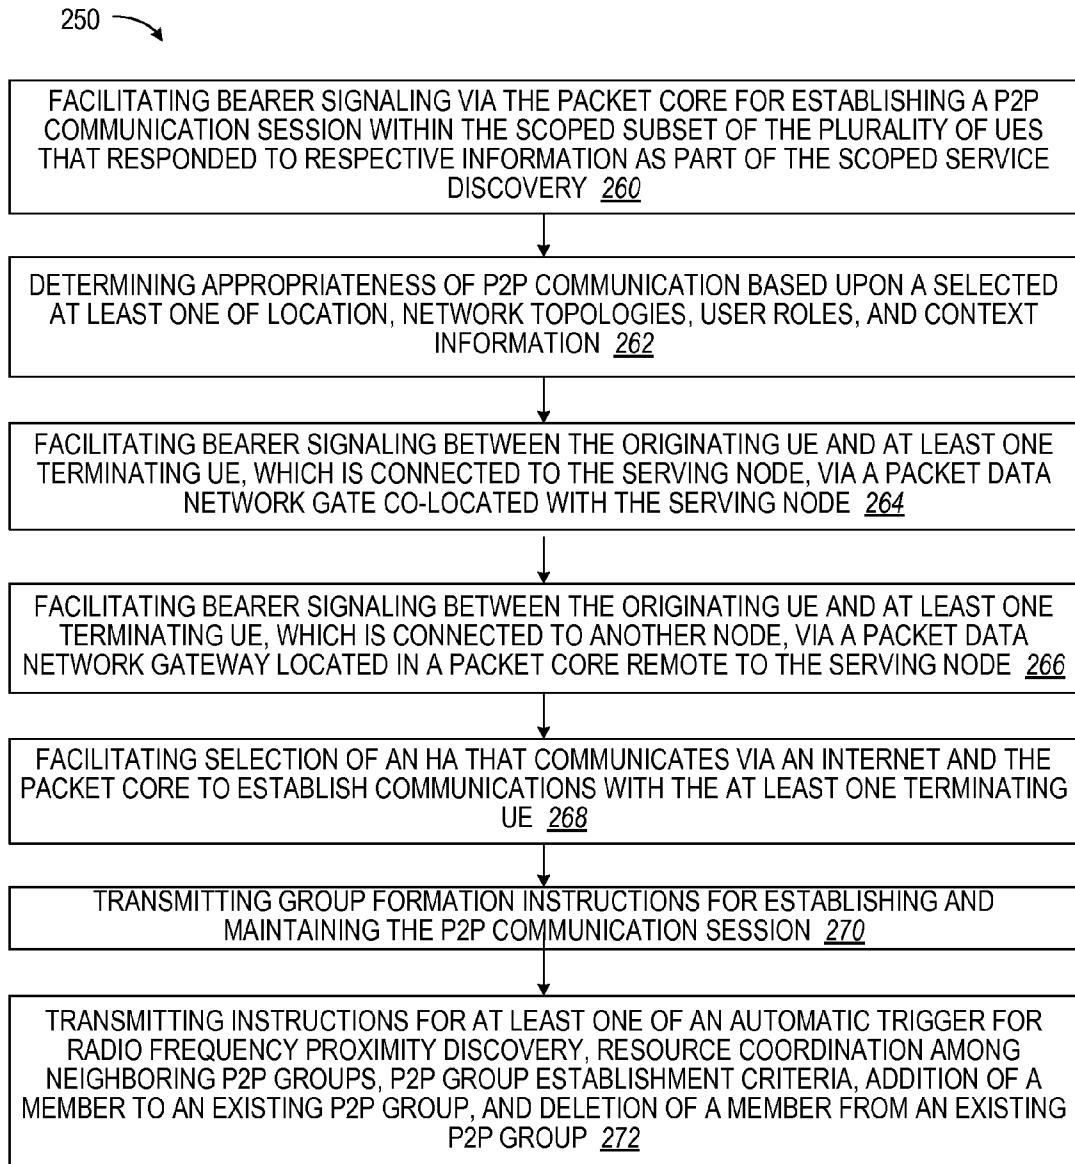 250
FACILITATING BEARER SIGNALING VIA THE PACKET CORE FOR ESTABLISHING A P2P
COMMUNICATION SESSION WITHIN THE SCOPED SUBSET OF THE PLURALITY OF UES
THAT RESPONDED TO RESPECTIVE INFORMATION AS PART OF THE SCOPED SERVICE
DISCOVERY 260
DETERMINING APPROPRIATENESS OF P2P COMMUNICATION BASED UPON A SELECTED
AT LEAST ONE OF LOCATION, NETWORK TOPOLOGIES, USER ROLES, AND CONTEXT
INFORMATION 262
FACILITATING BEARER SIGNALING BETWEEN THE ORIGINATING UE AND AT LEAST ONE
TERMINATING UE, WHICH IS CONNECTED TO THE SERVING NODE, VIA A PACKET DATA
NETWORK GATE CO-LOCATED WITH THE SERVING NODE 264
FACILITATING BEARER SIGNALING BETWEEN THE ORIGINATING UE AND AT LEAST ONE
TERMINATING UE, WHICH IS CONNECTED TO ANOTHER NODE, VIA A PACKET DATA
NETWORK GATEWAY LOCATED IN A PACKET CORE REMOTE TO THE SERVING NODE 266
FACILITATING SELECTION OF AN HA THAT COMMUNICATES VIA AN INTERNET AND THE
PACKET CORE TO ESTABLISH COMMUNICATIONS WITH THE AT LEAST ONE TERMINATING
UE 268
TRANSMITTING GROUP FORMATION INSTRUCTIONS FOR ESTABLISHING AND
MAINTAINING THE P2P COMMUNICATION SESSION 270
TRANSMITTING INSTRUCTIONS FOR AT LEAST ONE OF AN AUTOMATIC TRIGGER FOR
RADIO FREQUENCY PROXIMITY DISCOVERY, RESOURCE COORDINATION AMONG
NEIGHBORING P2P GROUPS, P2P GROUP ESTABLISHMENT CRITERIA, ADDITION OF A
MEMBER TO AN EXISTING P2P GROUP, AND DELETION OF A MEMBER FROM AN EXISTING
P2P GROUP 272